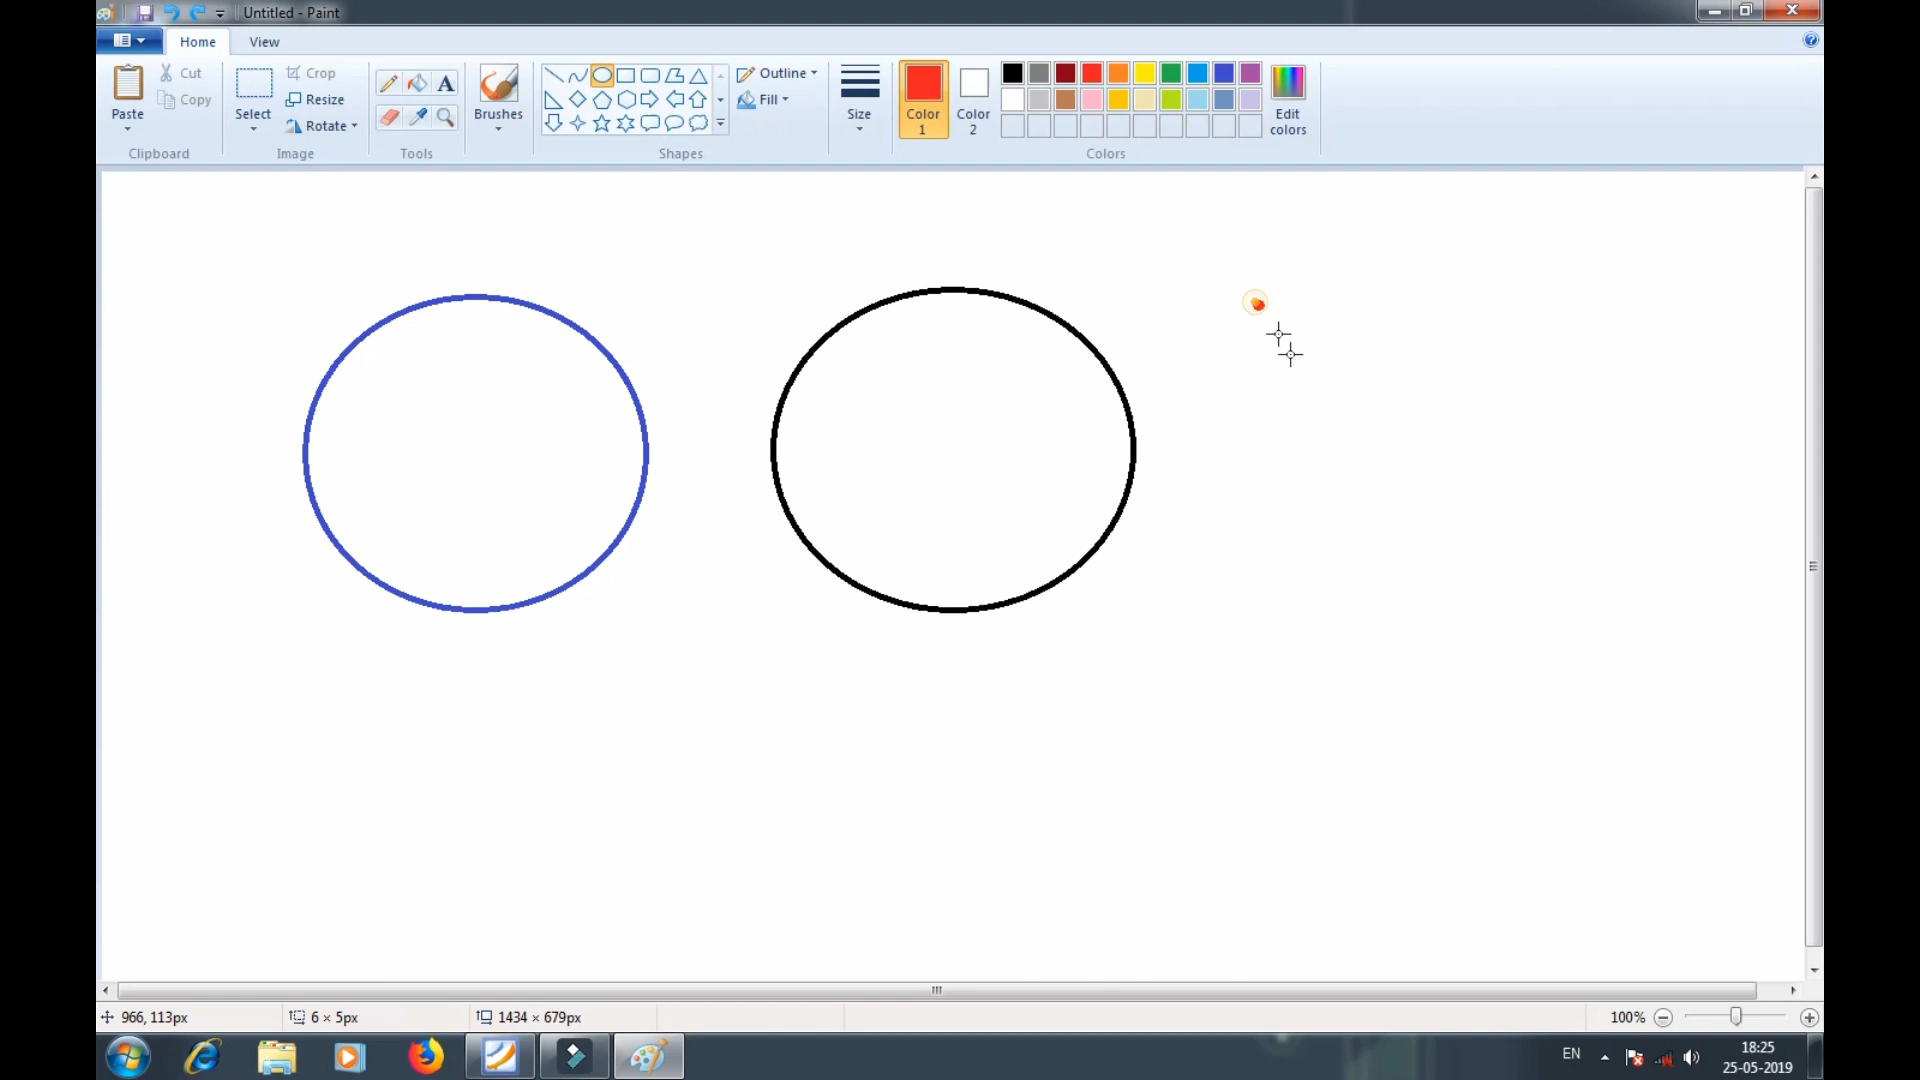 Untitled - Paint
Home View
Paste
Cut
Copy
Clipboard
Select
Crop
Resize
Rotate
Image
A
Tools
Brushes
Shapes
Outline
Fill
Size
Color 1
Color 2
Edit colors
Colors
966, 113px
6 × 5px
1434 × 679px
100%
EN
18:25
25-05-2019